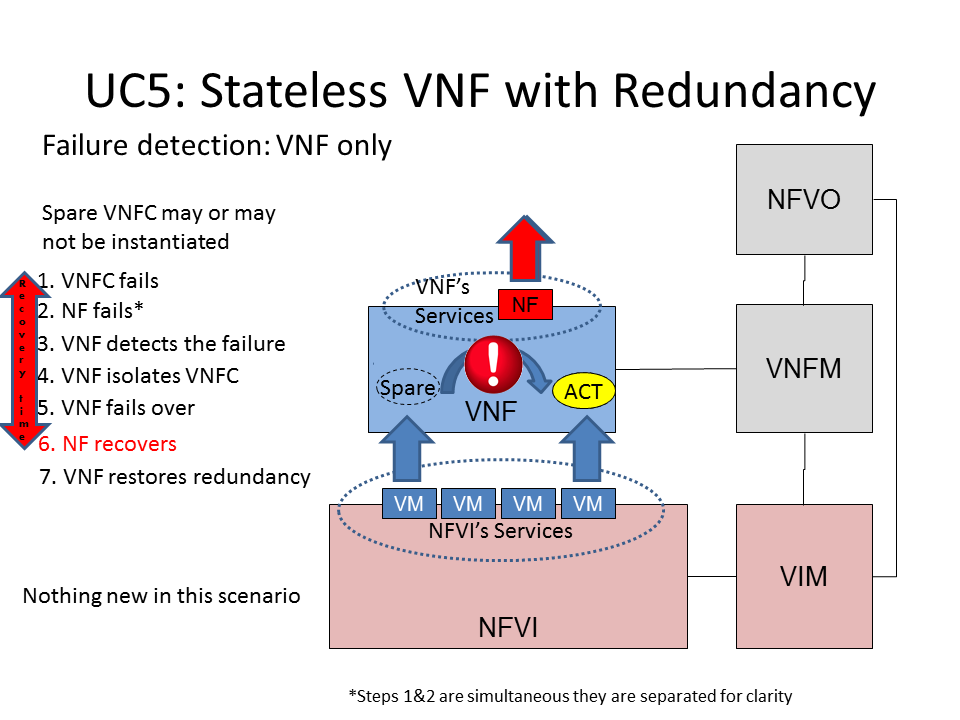 UC5: Stateless VNF with Redundancy
Failure detection: VNF only
Spare VNFC may or may
not be instantiated
Recovery time
1. VNFC fails
2. NF fails*
3. VNF detects the failure
4. VNF isolates VNFC
5. VNF fails over
6. NF recovers
7. VNF restores redundancy
Nothing new in this scenario
VNF's
Services
NF
!
Spare
ACT
VNF
VM VM VM VM
NFVI's Services
NFVI
NFVO
VNFM
VIM
*Steps 1&2 are simultaneous they are separated for clarity